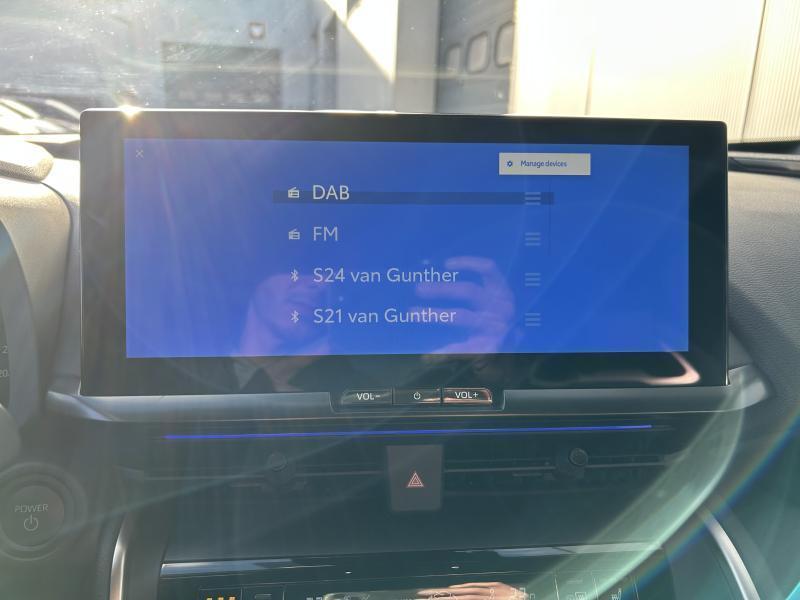 Manage devices
DAB
FM
S24 van Gunther
S21 van Gunther
VOL-
VOL+
POWER